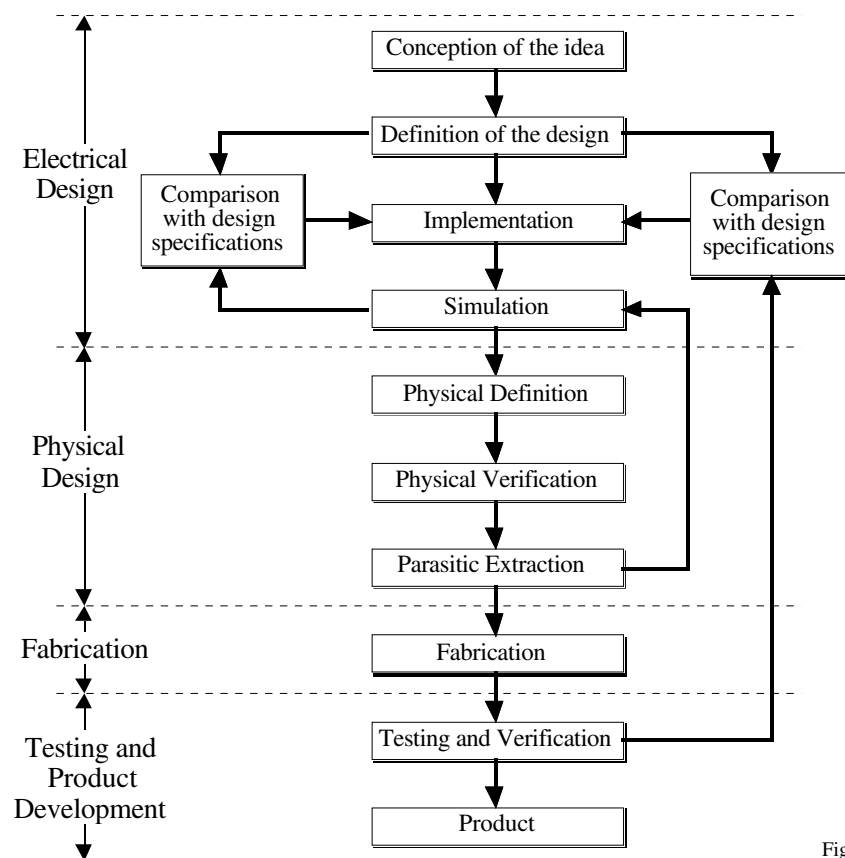 Conception of the idea
Definition of the design
Electrical
Design
Comparison
with design
specifications
Implementation
Comparison
with design
specifications
Simulation
Physical Definition
Physical
Design
Physical Verification
Parasitic Extraction
Fabrication
Fabrication
Testing and Verification
Testing and
Product
Development
Product
Fig